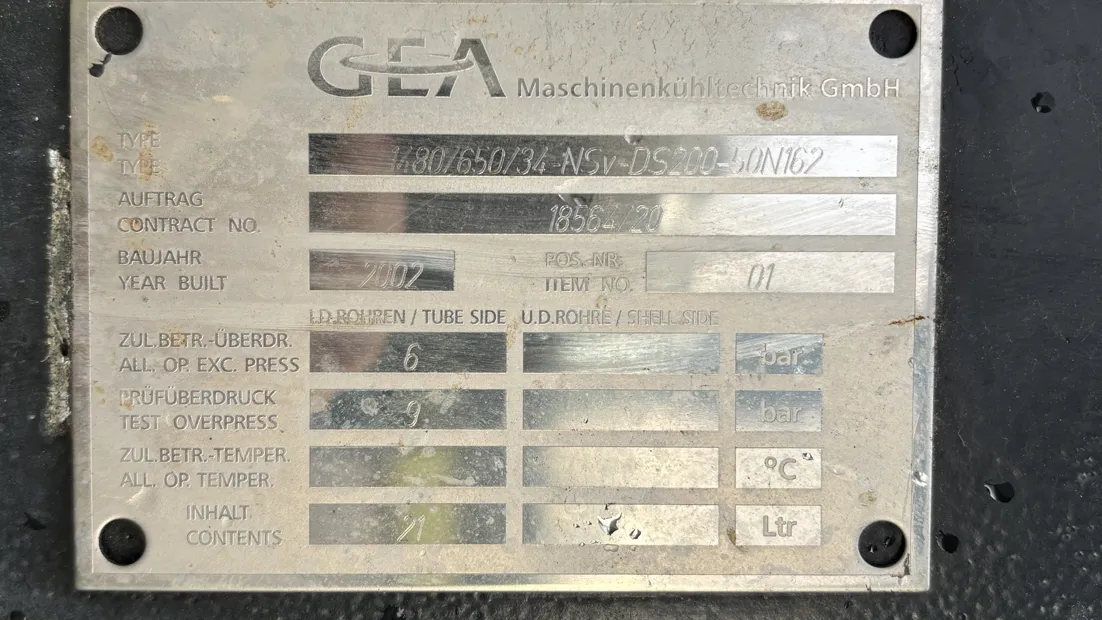 GEA Maschinenkühltechnik GmbH
TYPE
TYPE
1480/650/34-NSv-DS200-50N162
AUFTRAG
CONTRACT NO.
18564/20
BAUJAHR
YEAR BUILT
2002
POS. NR.
ITEM NO.
01
I.D.ROHREN / TUBE SIDE U.D.ROHRE / SHELL SIDE
ZUL.BETR.-ÜBERDR.
ALL. OP. EXC. PRESS
6 bar
PRÜFÜBERDRUCK
TEST OVERPRESS
9 bar
ZUL.BETR.-TEMPER.
ALL. OP. TEMPER.
°C
INHALT
CONTENTS
21 Ltr